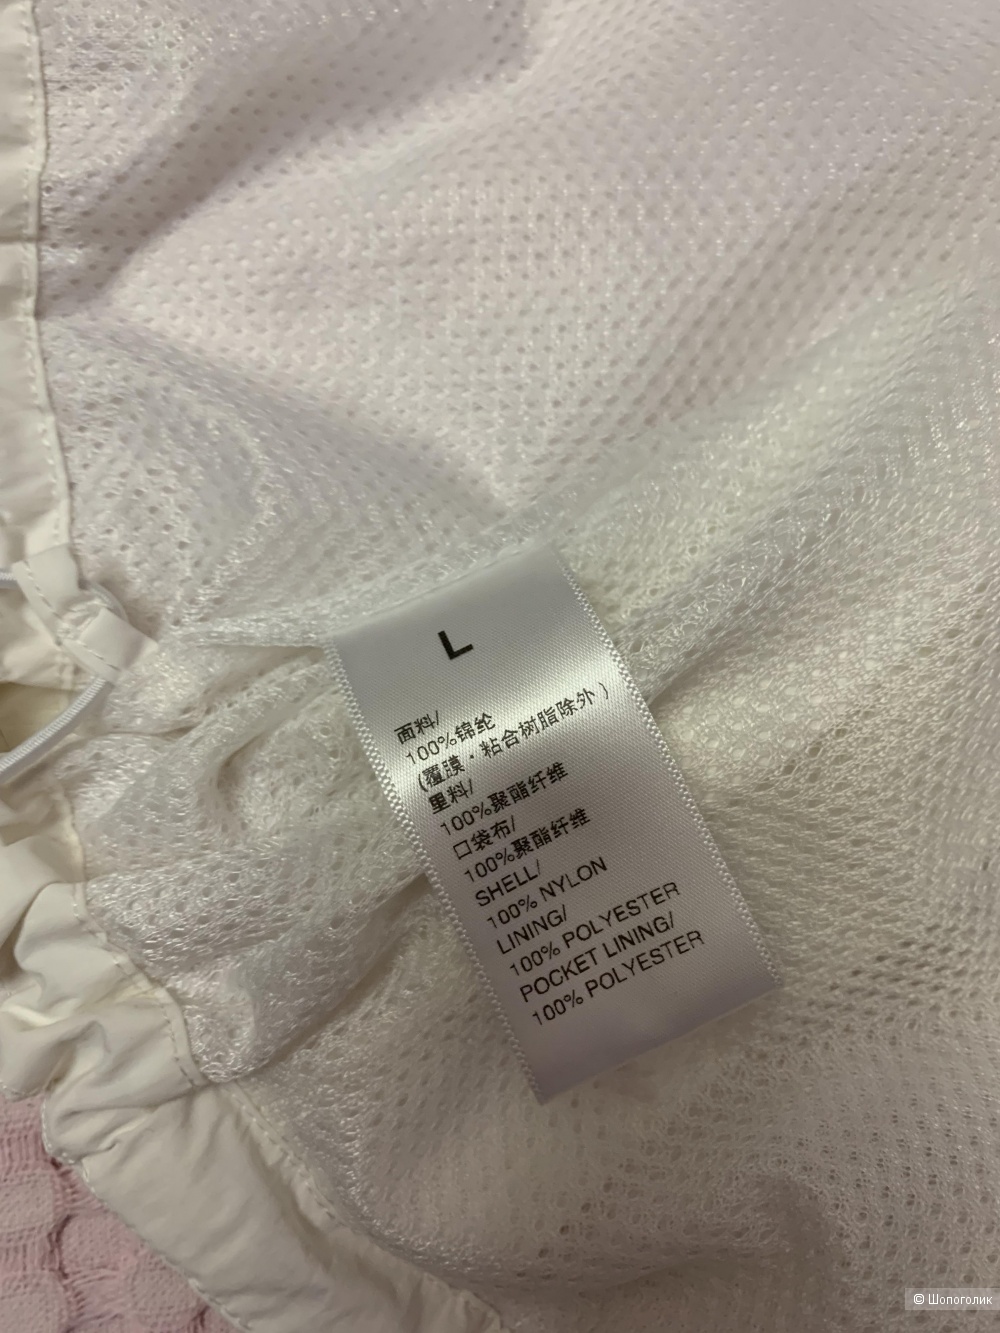 L
面料/
100%锦纶
(覆膜·粘合树脂除外)
里料/
100%聚酯纤维
口袋布/
100%聚酯纤维
SHELL/
100% NYLON
LINING/
100% POLYESTER
POCKET LINING/
100% POLYESTER
© Шопоголик